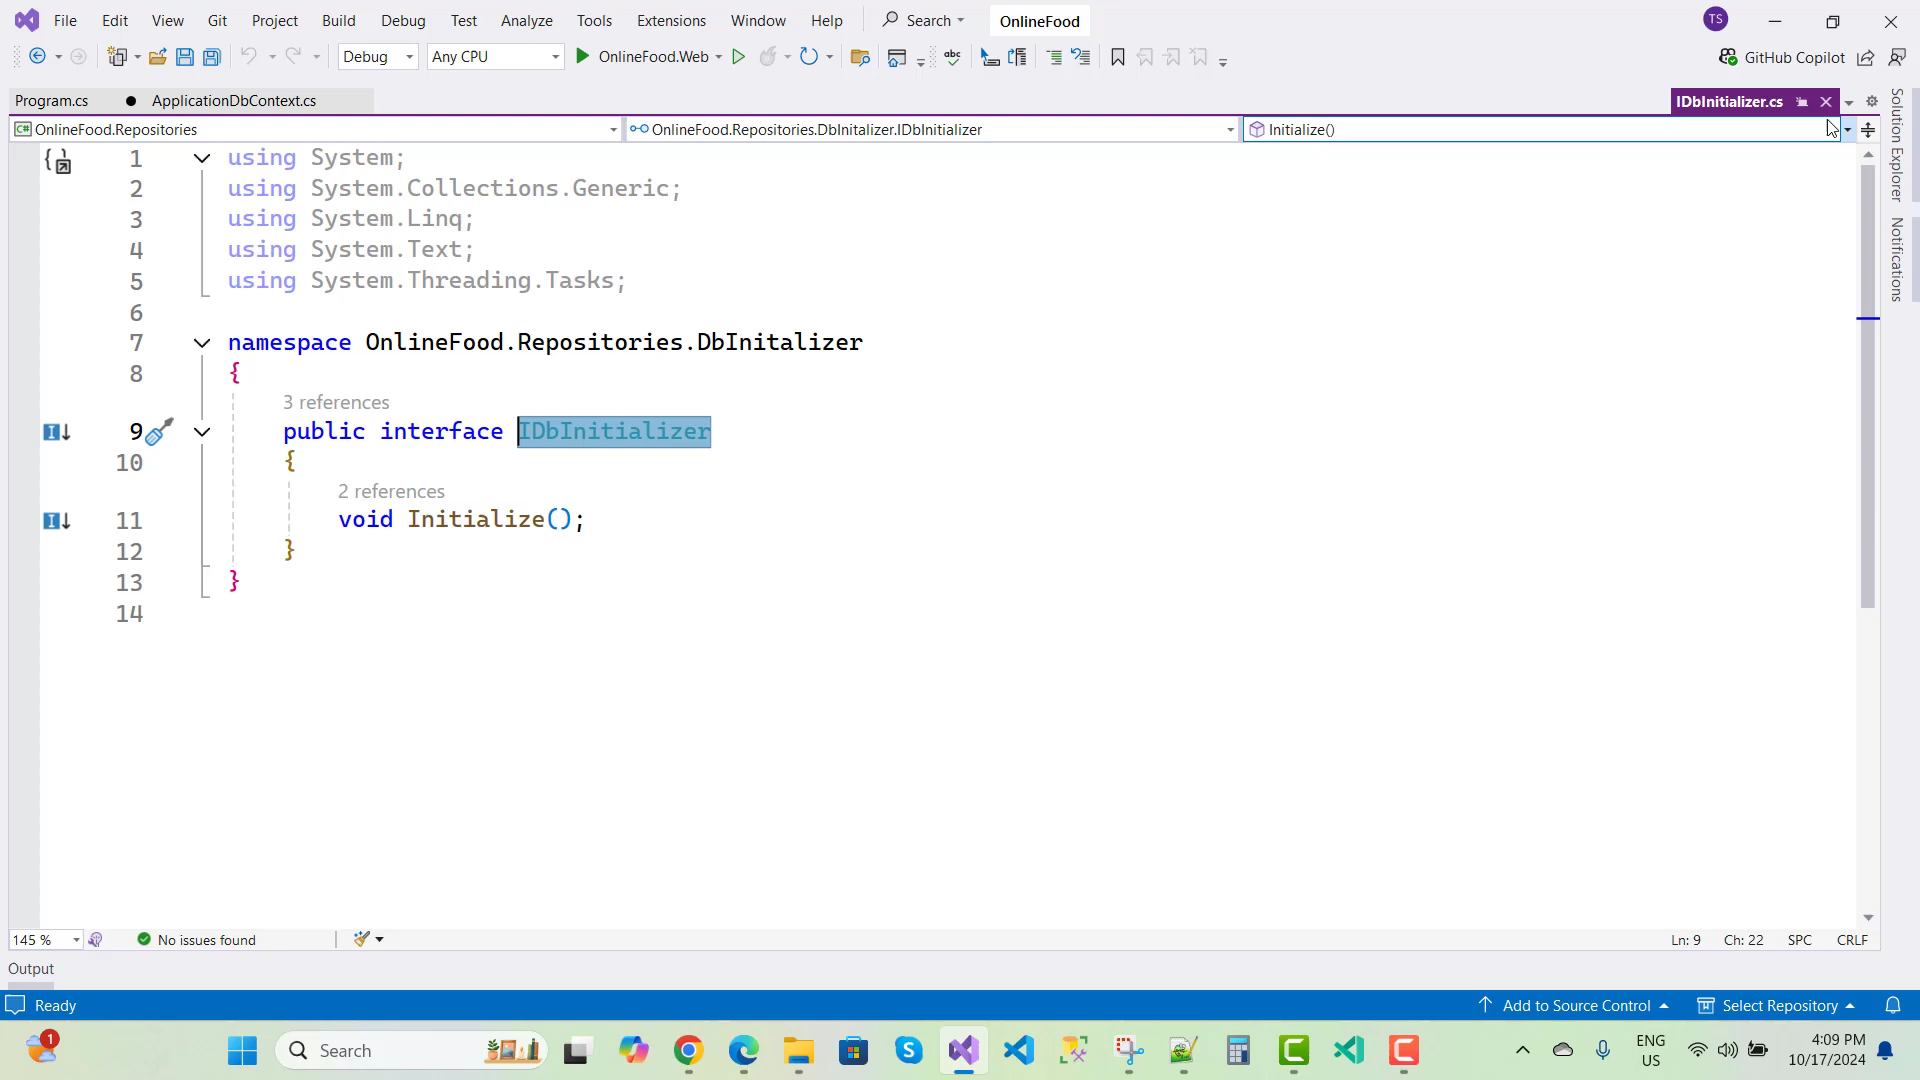 File Edit View Git Project Build Debug Test Analyze Tools Extensions Window Help Search OnlineFood TS
Debug Any CPU OnlineFood.Web abc GitHub Copilot
Program.cs ApplicationDbContext.cs IDbInitializer.cs
C# OnlineFood.Repositories OnlineFood.Repositories.DbInitalizer.IDbInitializer Initialize()
Solution Explorer
Notifications
1 using System;
2 using System.Collections.Generic;
3 using System.Linq;
4 using System.Text;
5 using System.Threading.Tasks;
6
7 namespace OnlineFood.Repositories.DbInitalizer
8 {
3 references
9 public interface IDbInitializer
10 {
2 references
11 void Initialize();
12 }
13 }
14
145 % No issues found Ln: 9 Ch: 22 SPC CRLF
Output
Ready Add to Source Control Select Repository
1 Search ENG US 4:09 PM 10/17/2024